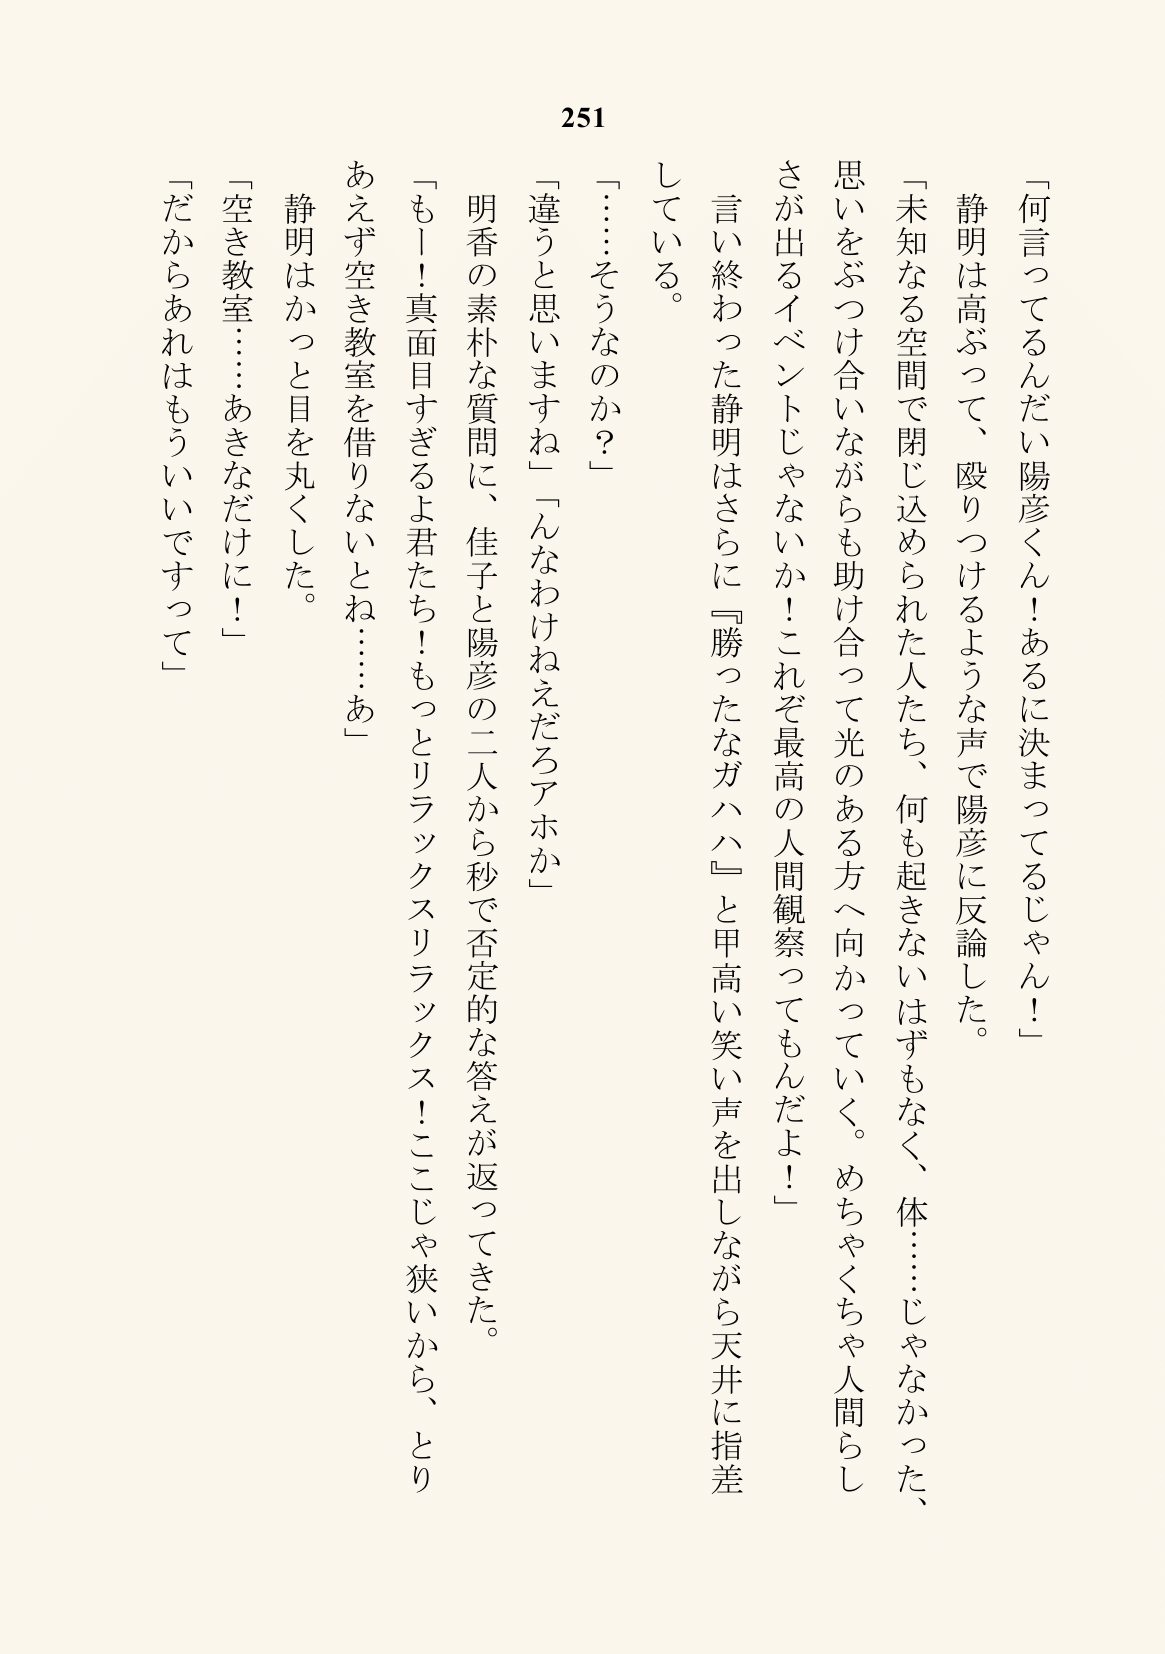 251
「何言ってるんだい陽彦くん！あるに決まってるじゃん！」
静明は高ぶって、殴りつけるような声で陽彦に反論した。
「未知なる空間で閉じ込められた人たち、何も起きないはずもなく、体……じゃなかった、
思いをぶつけ合いながらも助け合って光のある方へ向かっていく。めちゃくちゃ人間らし
さが出るイベントじゃないか！これぞ最高の人間観察ってもんだよ！」
言い終わった静明はさらに『勝ったなガハハ』と甲高い笑い声を出しながら天井に指差
している。
「……そうなのか？」
「違うと思いますね」「んなわけねえだろアホか」
明香の素朴な質問に、佳子と陽彦の二人から秒で否定的な答えが返ってきた。
「もー！真面目すぎるよ君たち！もっとリラックスリラックス！ここじゃ狭いから、とり
あえず空き教室を借りないとね……あ」
静明はかっと目を丸くした。
「空き教室……あきなだけに！」
「だからあれはもういいですって」